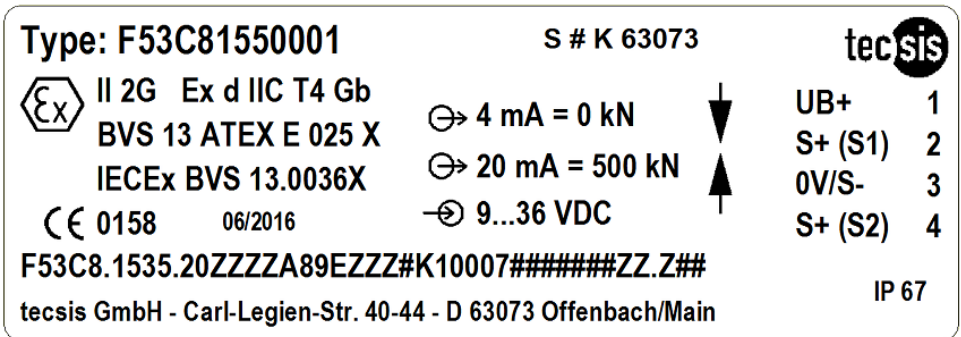 Type: F53C81550001
S # K 63073
tecsis
Ex
II 2G Ex d IIC T4 Gb
BVS 13 ATEX E 025 X
IECEx BVS 13.0036X
CE 0158 06/2016
4 mA = 0 kN
20 mA = 500 kN
9...36 VDC
UB+ 1
S+ (S1) 2
0V/S- 3
S+ (S2) 4
F53C8.1535.20ZZZZA89EZZZ#K10007#######ZZ.Z##
IP 67
tecsis GmbH - Carl-Legien-Str. 40-44 - D 63073 Offenbach/Main